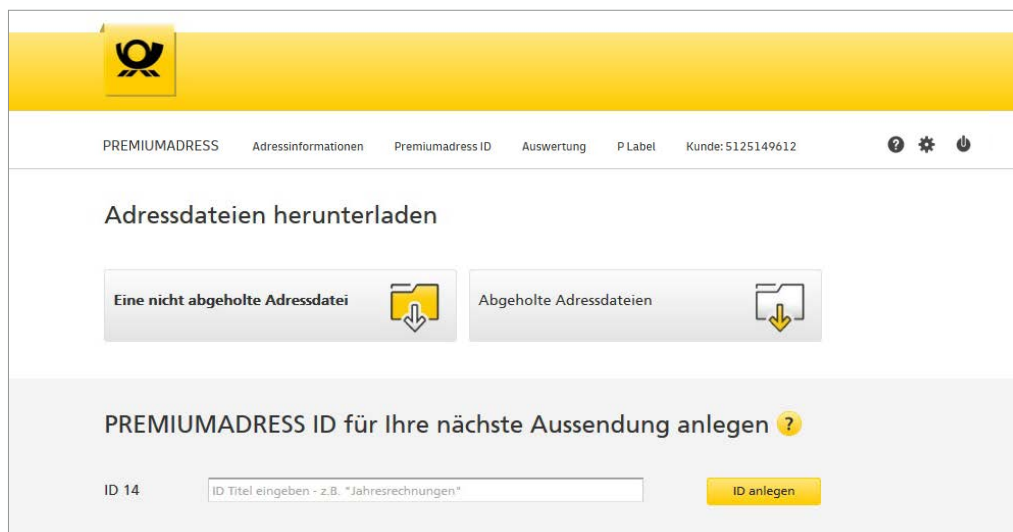 PREMIUMADRESS Adressinformationen Premiumadress ID Auswertung P Label Kunde: 5125149612
Adressdateien herunterladen
Eine nicht abgeholte Adressdatei Abgeholte Adressdateien
PREMIUMADRESS ID für Ihre nächste Aussendung anlegen ?
ID 14 ID Titel eingeben - z.B. "Jahresrechnungen" ID anlegen